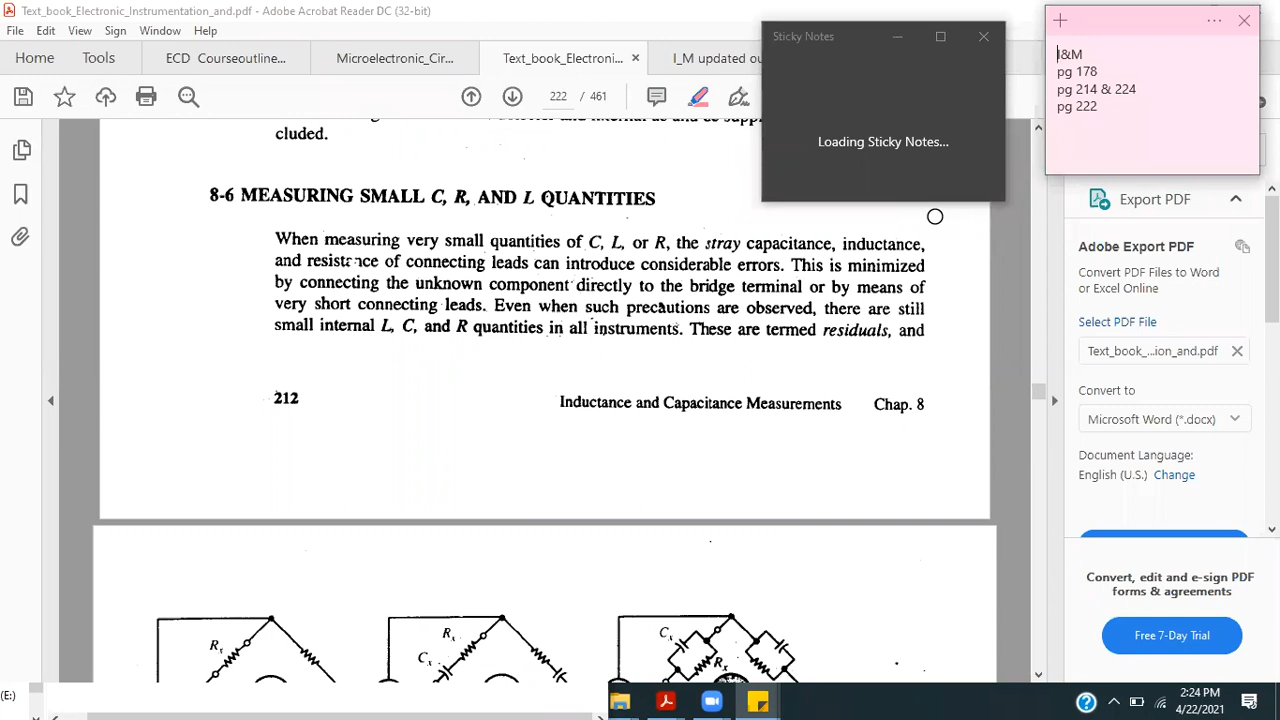 Text_book_Electronic_Instrumentation_and.pdf - Adobe Acrobat Reader DC (32-bit)
File Edit View Sign Window Help
Home Tools ECD Courseoutline... Microelectronic_Cir... Text_book_Electroni... I_M updated ou
222 / 461
Sticky Notes
Loading Sticky Notes...
I&M
pg 178
pg 214 & 224
pg 222
cluded.
8-6 MEASURING SMALL C, R, AND L QUANTITIES
When measuring very small quantities of C, L, or R, the stray capacitance, inductance,
and resistance of connecting leads can introduce considerable errors. This is minimized
by connecting the unknown component directly to the bridge terminal or by means of
very short connecting leads. Even when such precautions are observed, there are still
small internal L, C, and R quantities in all instruments. These are termed residuals, and
212 Inductance and Capacitance Measurements Chap. 8
Rx Rx Cx Cx Rx
Export PDF
Adobe Export PDF
Convert PDF Files to Word
or Excel Online
Select PDF File
Text_book_...ion_and.pdf
Convert to
Microsoft Word (*.docx)
Document Language:
English (U.S.) Change
Convert, edit and e-sign PDF
forms & agreements
Free 7-Day Trial
(E:)
2:24 PM
4/22/2021